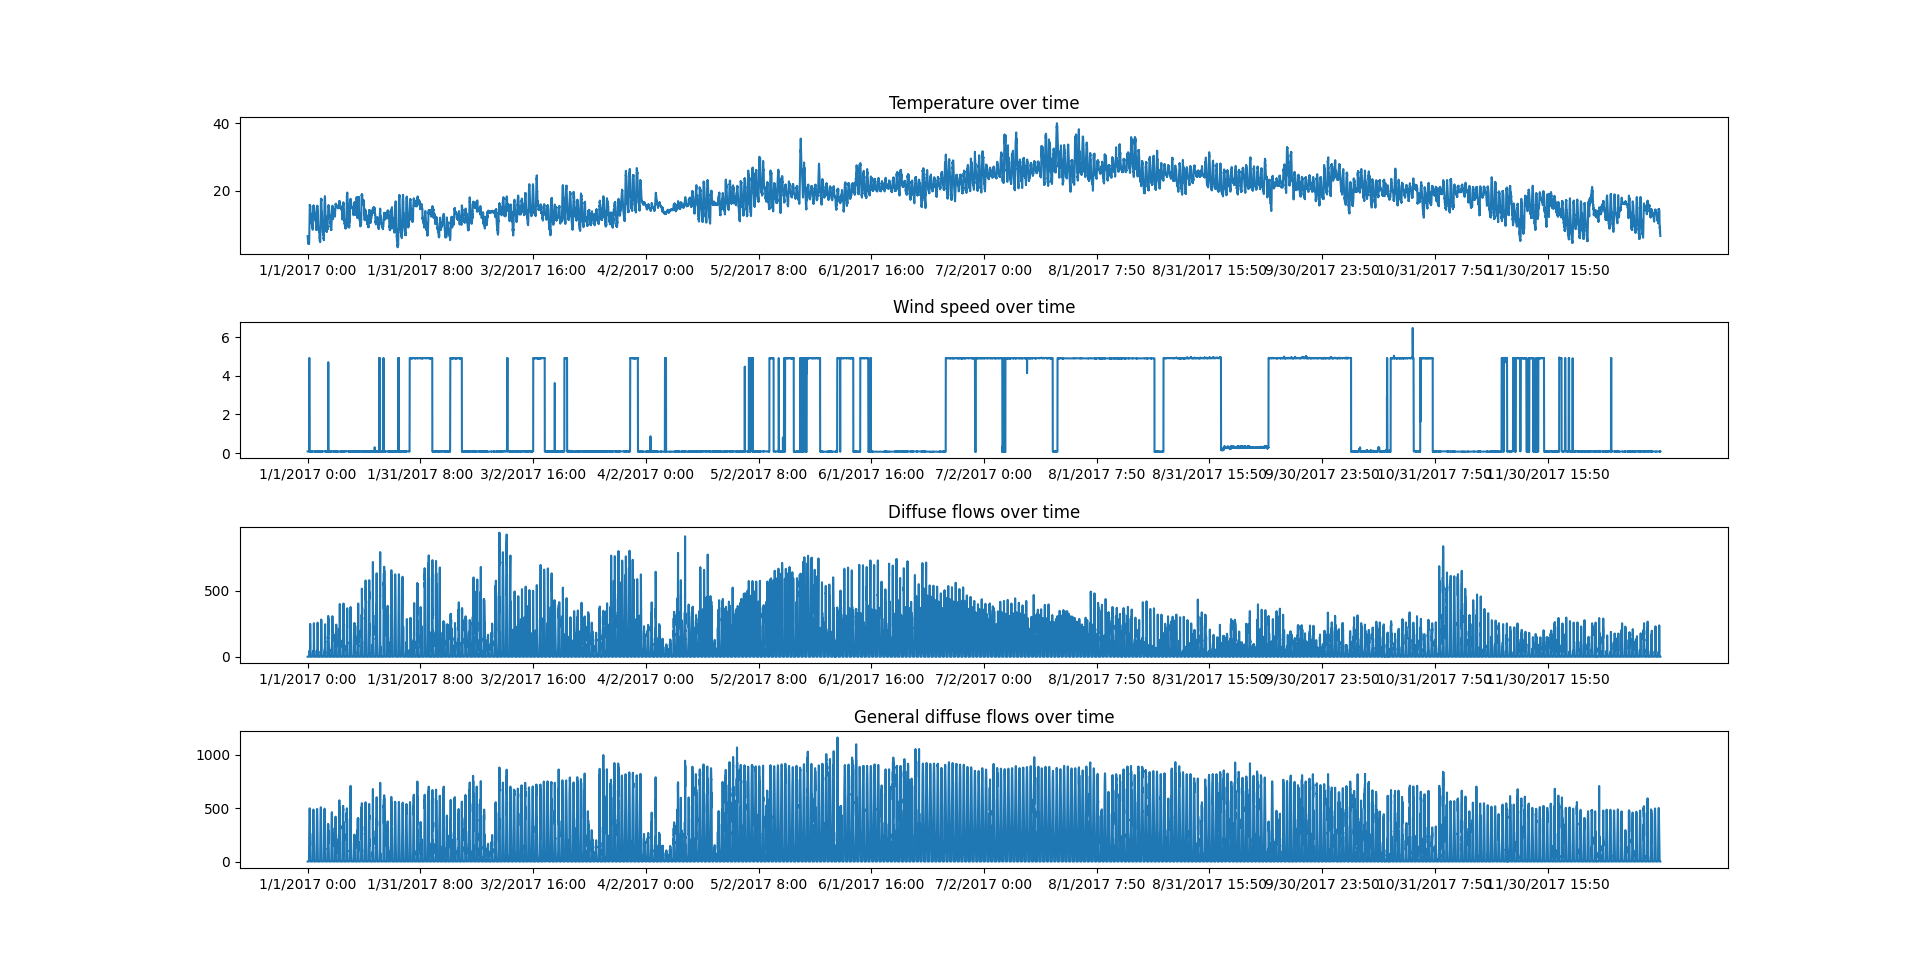 Temperature over time
40
20
1/1/2017 0:00 1/31/2017 8:00 3/2/2017 16:00 4/2/2017 0:00 5/2/2017 8:00 6/1/2017 16:00 7/2/2017 0:00 8/1/2017 7:50 8/31/2017 15:50 9/30/2017 23:50 10/31/2017 7:50 11/30/2017 15:50
Wind speed over time
6
4
2
0
1/1/2017 0:00 1/31/2017 8:00 3/2/2017 16:00 4/2/2017 0:00 5/2/2017 8:00 6/1/2017 16:00 7/2/2017 0:00 8/1/2017 7:50 8/31/2017 15:50 9/30/2017 23:50 10/31/2017 7:50 11/30/2017 15:50
Diffuse flows over time
500
0
1/1/2017 0:00 1/31/2017 8:00 3/2/2017 16:00 4/2/2017 0:00 5/2/2017 8:00 6/1/2017 16:00 7/2/2017 0:00 8/1/2017 7:50 8/31/2017 15:50 9/30/2017 23:50 10/31/2017 7:50 11/30/2017 15:50
General diffuse flows over time
1000
500
0
1/1/2017 0:00 1/31/2017 8:00 3/2/2017 16:00 4/2/2017 0:00 5/2/2017 8:00 6/1/2017 16:00 7/2/2017 0:00 8/1/2017 7:50 8/31/2017 15:50 9/30/2017 23:50 10/31/2017 7:50 11/30/2017 15:50